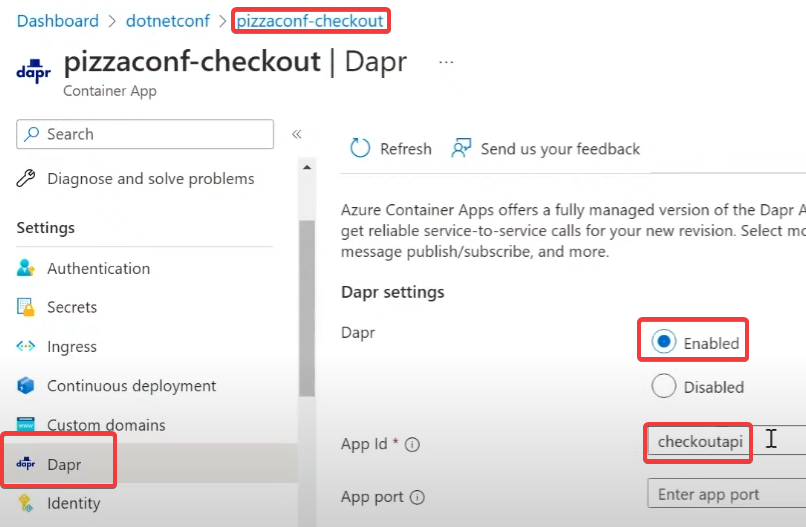 Dashboard > dotnetconf > pizzaconf-checkout
dapr
pizzaconf-checkout | Dapr ...
Container App
Search «
Refresh Send us your feedback
Diagnose and solve problems
Settings
Authentication
Secrets
Ingress
Continuous deployment
www
Custom domains
dapr
Dapr
Identity
Azure Container Apps offers a fully managed version of the Dapr A
get reliable service-to-service calls for your new revision. Select mo
message publish/subscribe, and more.
Dapr settings
Dapr
Enabled
Disabled
App Id *
checkoutapi
App port
Enter app port